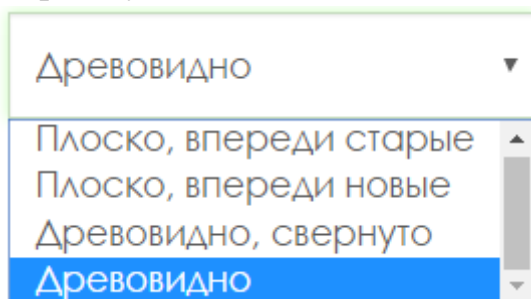 Древовидно
Плоско, впереди старые
Плоско, впереди новые
Древовидно, свернуто
Древовидно